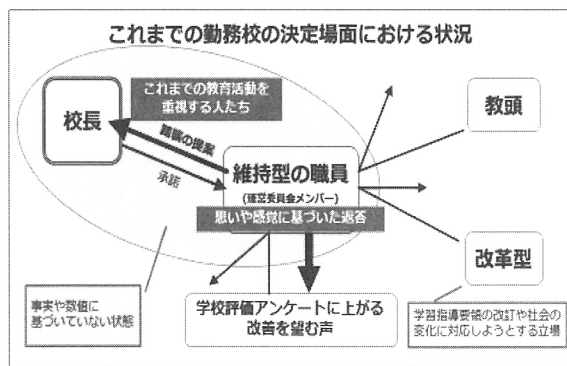 これまでの勤務校の決定場面における状況
これまでの教育活動を
重視する人たち
校長
教頭
踏襲の提案
承諾
維持型の職員
(運営委員会メンバー)
思いや感覚に基づいた返答
改革型
事実や数値に
基づいていない状態
学校評価アンケートに上がる
改善を望む声
学習指導要領の改訂や社会の
変化に対応しようとする立場